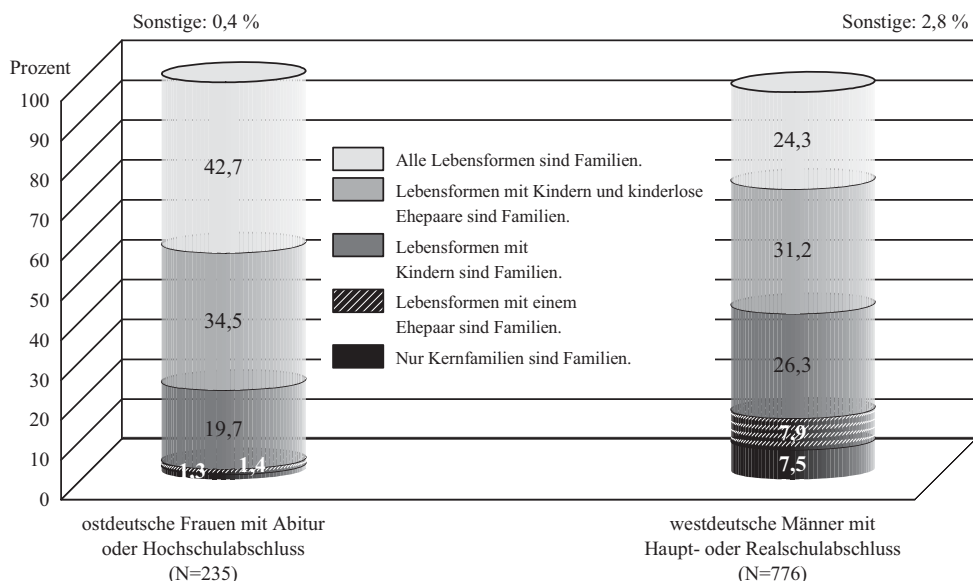 Sonstige: 0,4 %
Sonstige: 2,8 %
Prozent
100
90
80
70
60
50
40
30
20
10
0
42,7
34,5
19,7
1,3
1,4
Alle Lebensformen sind Familien.
Lebensformen mit Kindern und kinderlose
Ehepaare sind Familien.
Lebensformen mit
Kindern sind Familien.
Lebensformen mit einem
Ehepaar sind Familien.
Nur Kernfamilien sind Familien.
24,3
31,2
26,3
7,9
7,5
ostdeutsche Frauen mit Abitur
oder Hochschulabschluss
(N=235)
westdeutsche Männer mit
Haupt- oder Realschulabschluss
(N=776)